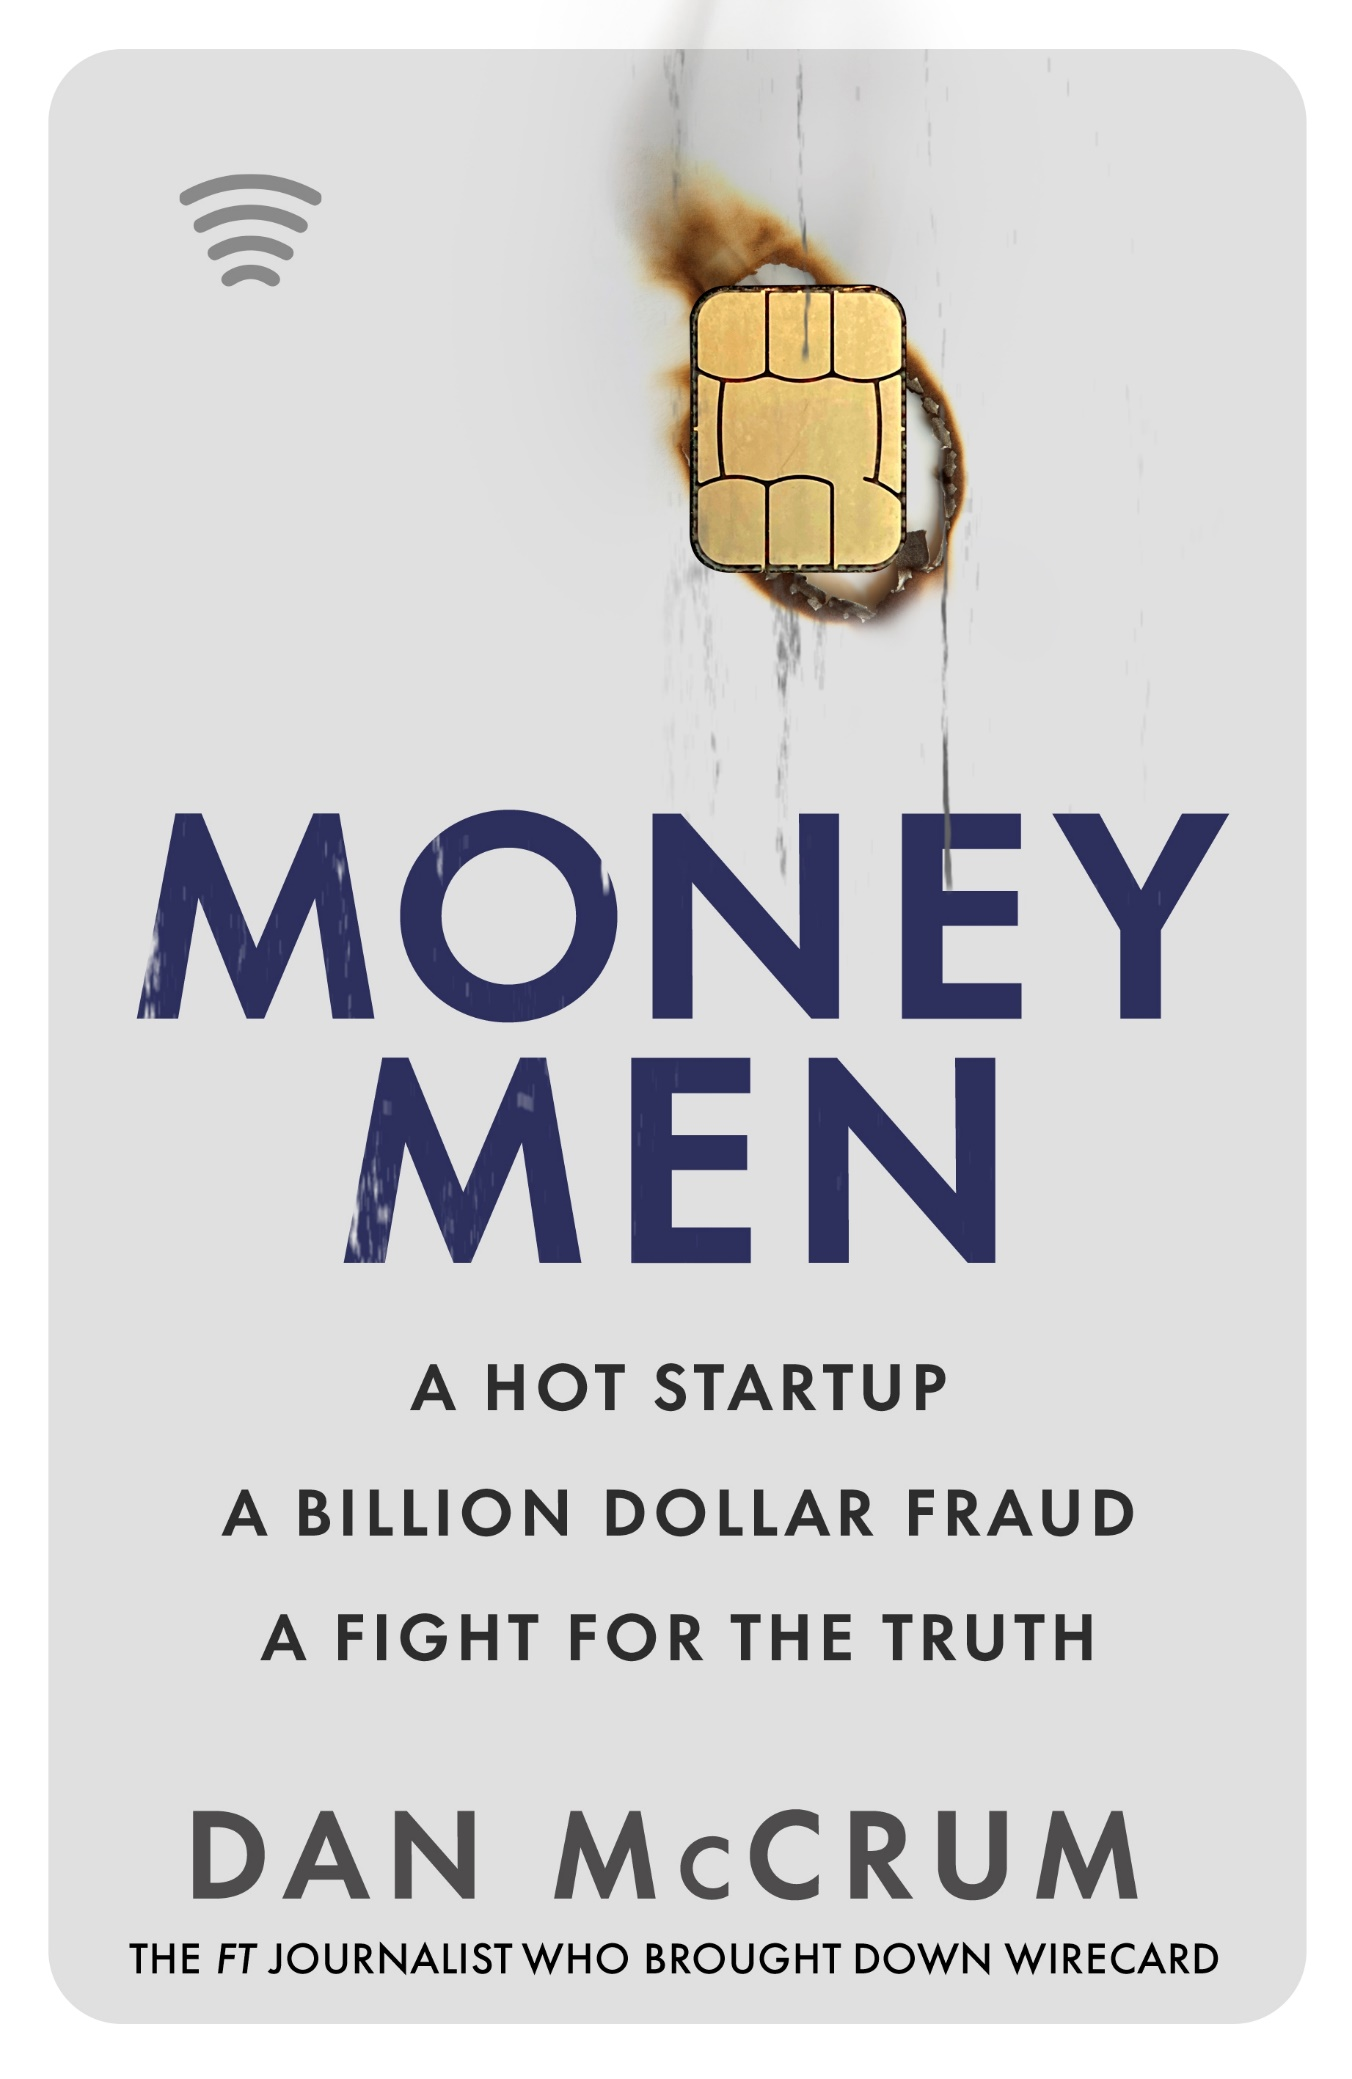 MONEY
MEN
A HOT STARTUP
A BILLION DOLLAR FRAUD
A FIGHT FOR THE TRUTH
DAN McCRUM
THE FT JOURNALIST WHO BROUGHT DOWN WIRECARD